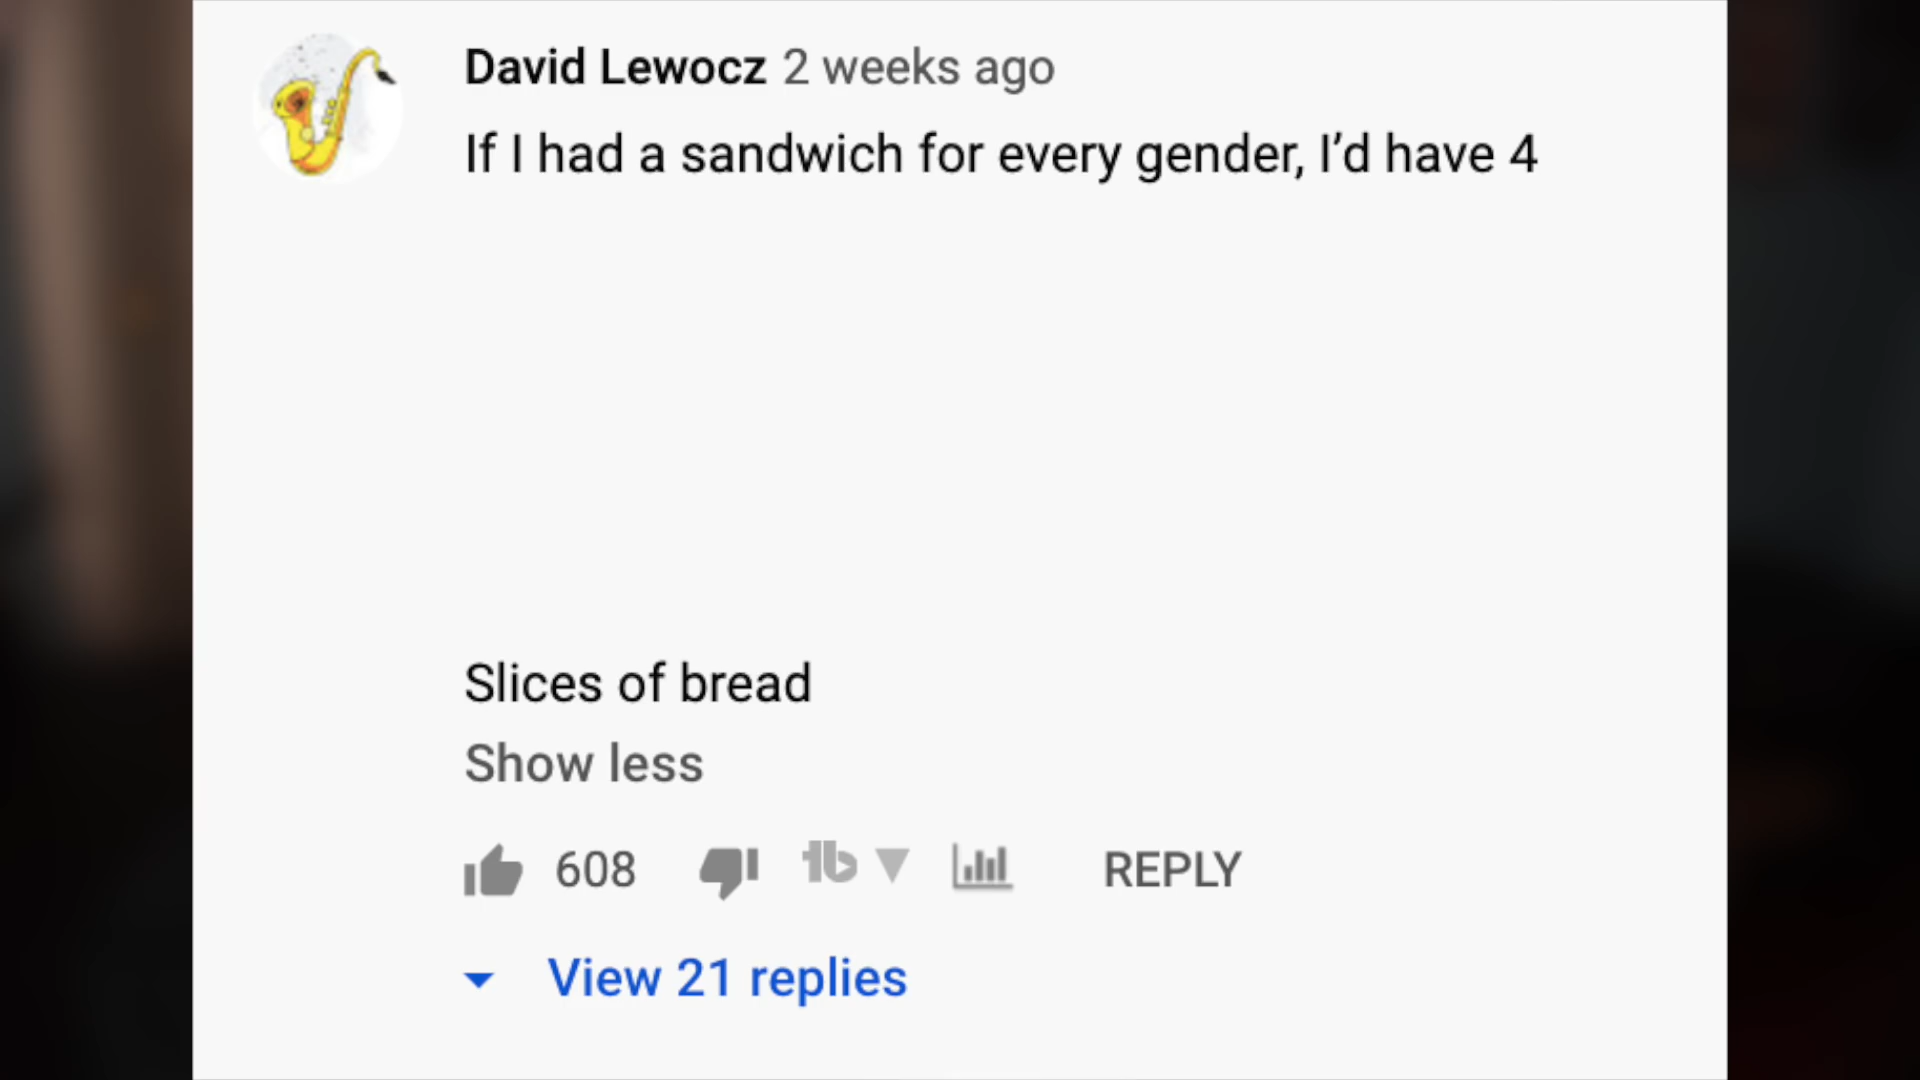 David Lewocz 2 weeks ago
If I had a sandwich for every gender, I’d have 4
Slices of bread
Show less
608 tb REPLY
View 21 replies